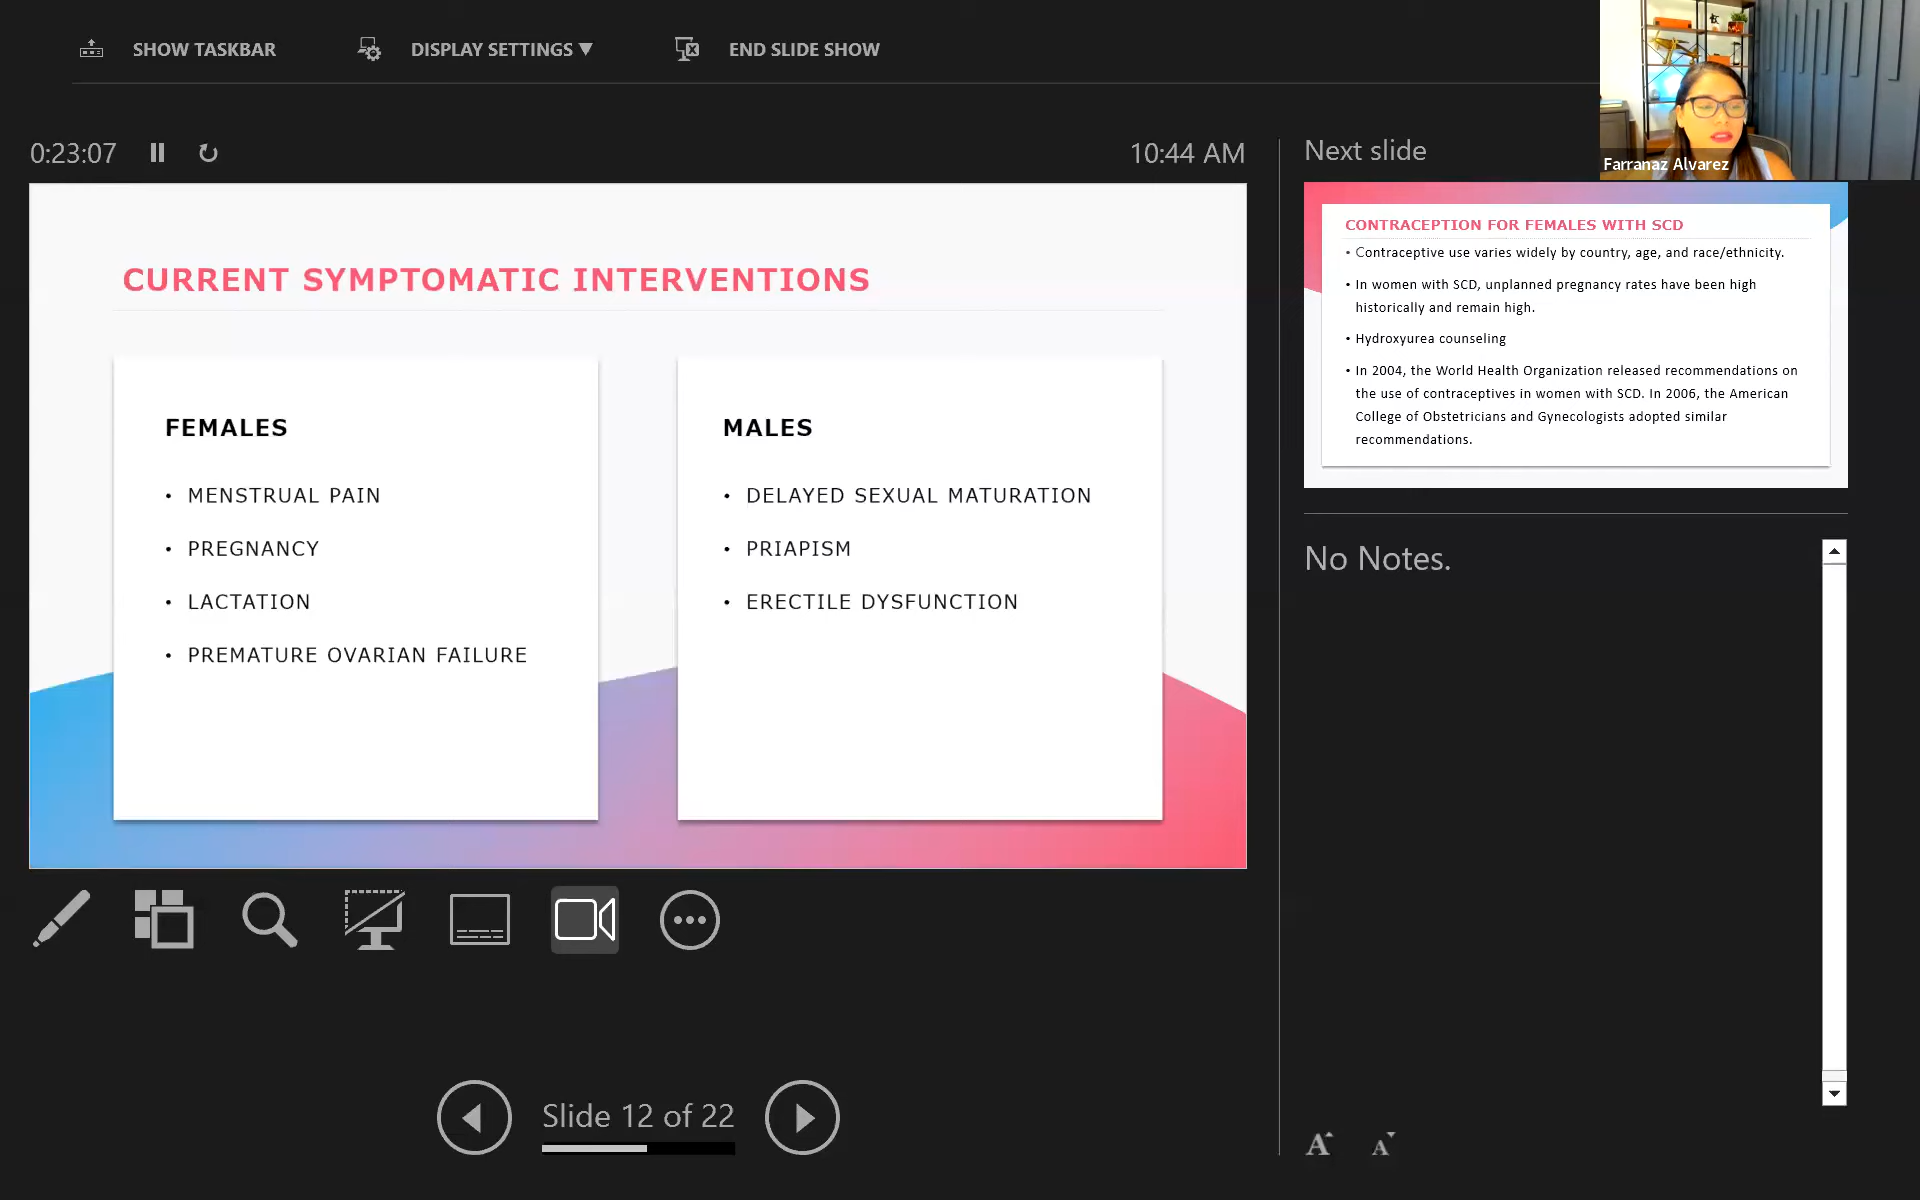 SHOW TASKBAR
DISPLAY SETTINGS ▼
END SLIDE SHOW
Farranaz Alvarez
0:23:07
10:44 AM
CURRENT SYMPTOMATIC INTERVENTIONS
FEMALES
• MENSTRUAL PAIN
• PREGNANCY
• LACTATION
• PREMATURE OVARIAN FAILURE
MALES
• DELAYED SEXUAL MATURATION
• PRIAPISM
• ERECTILE DYSFUNCTION
Slide 12 of 22
Next slide
CONTRACEPTION FOR FEMALES WITH SCD
• Contraceptive use varies widely by country, age, and race/ethnicity.
• In women with SCD, unplanned pregnancy rates have been high
historically and remain high.
• Hydroxyurea counseling
• In 2004, the World Health Organization released recommendations on
the use of contraceptives in women with SCD. In 2006, the American
College of Obstetricians and Gynecologists adopted similar
recommendations.
No Notes.
A A